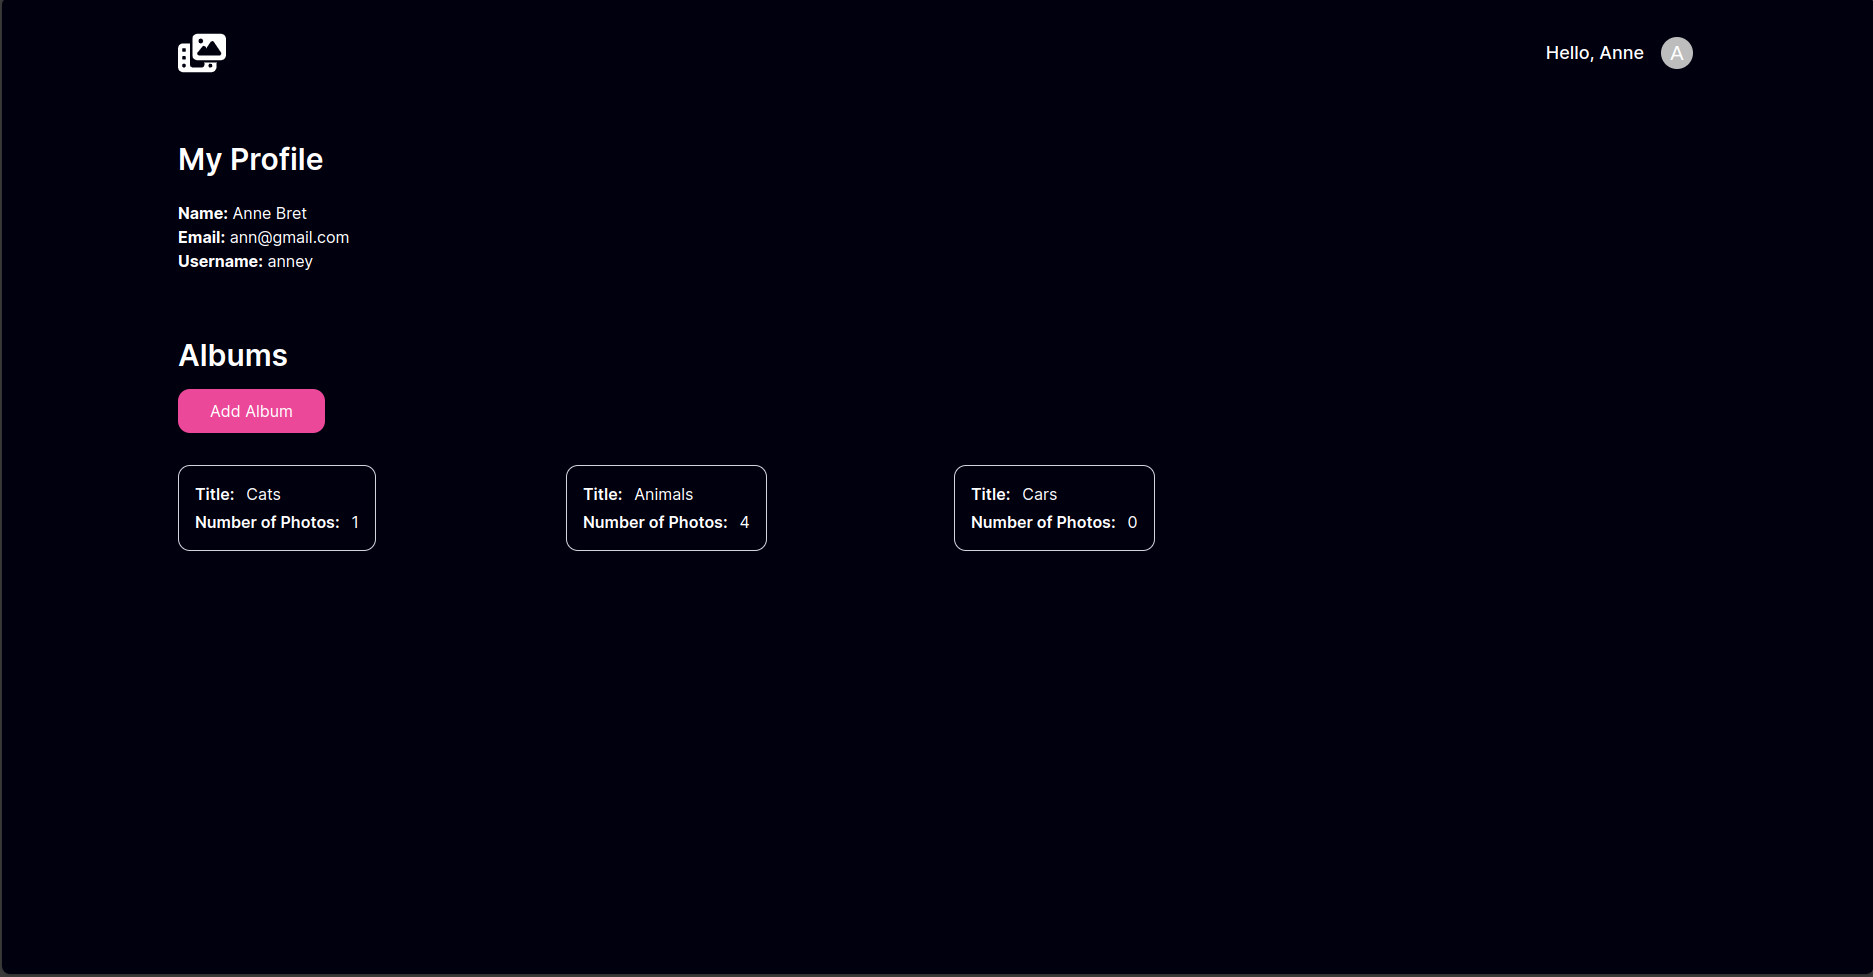 Hello, Anne A
My Profile
Name: Anne Bret
Email: ann@gmail.com
Username: anney
Albums
Add Album
Title: Cats
Number of Photos: 1
Title: Animals
Number of Photos: 4
Title: Cars
Number of Photos: 0